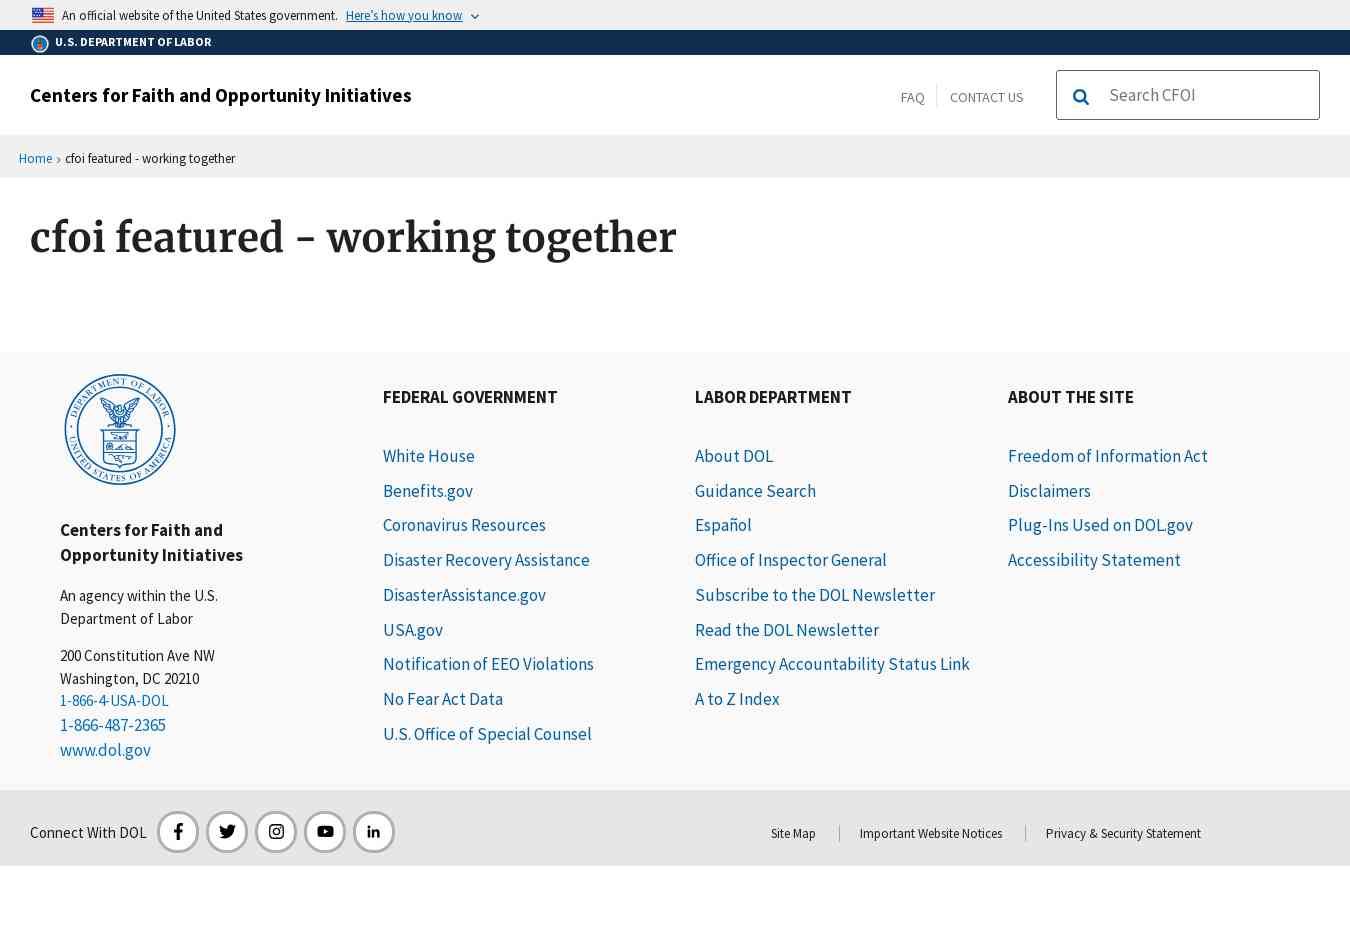 An official website of the United States government. Here's how you know
U.S. DEPARTMENT OF LABOR
Centers for Faith and Opportunity Initiatives
FAQ
CONTACT US
Search CFOI
Home › cfoi featured - working together
cfoi featured - working together
DEPARTMENT OF LABOR
UNITED STATES OF AMERICA
Centers for Faith and
Opportunity Initiatives
An agency within the U.S.
Department of Labor
200 Constitution Ave NW
Washington, DC 20210
1-866-4-USA-DOL
1-866-487-2365
www.dol.gov
FEDERAL GOVERNMENT
White House
Benefits.gov
Coronavirus Resources
Disaster Recovery Assistance
DisasterAssistance.gov
USA.gov
Notification of EEO Violations
No Fear Act Data
U.S. Office of Special Counsel
LABOR DEPARTMENT
About DOL
Guidance Search
Español
Office of Inspector General
Subscribe to the DOL Newsletter
Read the DOL Newsletter
Emergency Accountability Status Link
A to Z Index
ABOUT THE SITE
Freedom of Information Act
Disclaimers
Plug-Ins Used on DOL.gov
Accessibility Statement
Connect With DOL
Site Map
Important Website Notices
Privacy & Security Statement